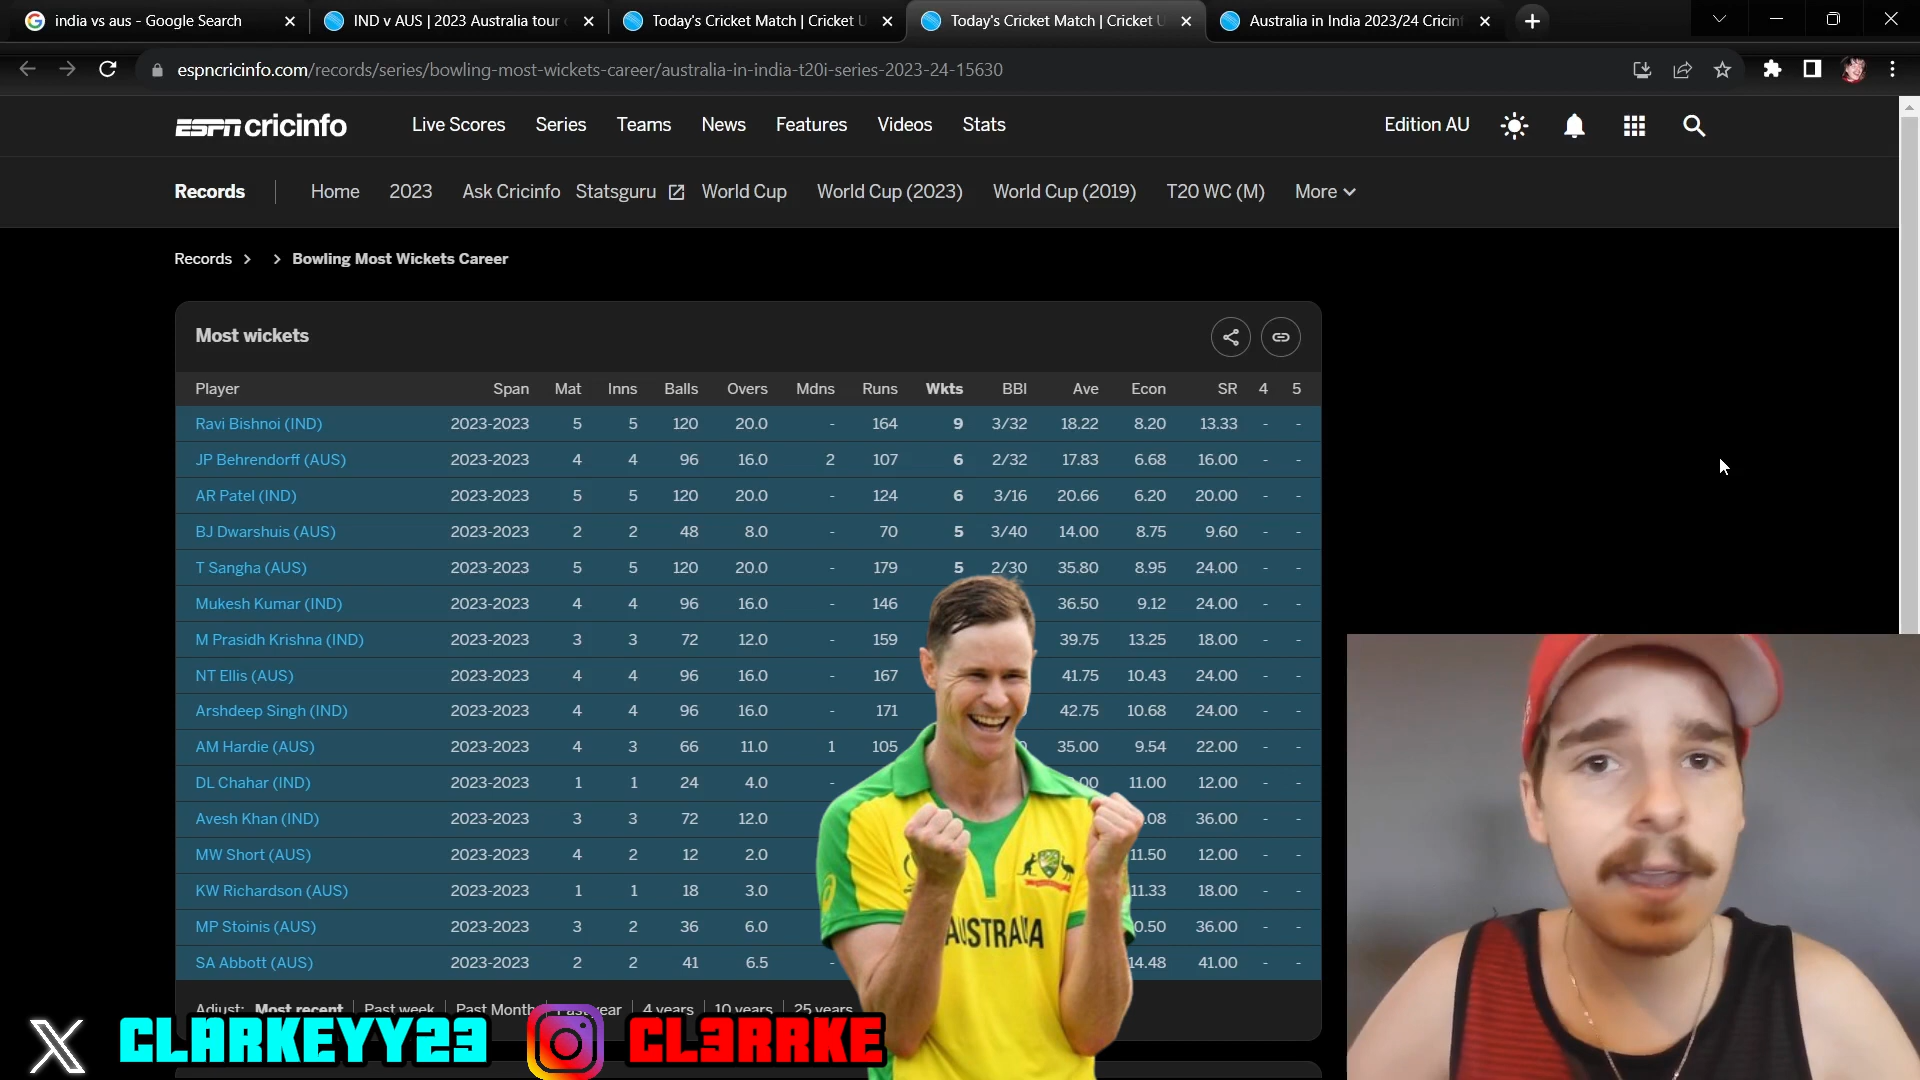 india vs aus - Google Search
IND v AUS | 2023 Australia tour
Today's Cricket Match | Cricket U
Today's Cricket Match | Cricket U
Australia in India 2023/24 Cricinf
espncricinfo.com/records/series/bowling-most-wickets-career/australia-in-india-t20i-series-2023-24-15630
ESPN cricinfo Live Scores Series Teams News Features Videos Stats Edition AU
Records Home 2023 Ask Cricinfo Statsguru World Cup World Cup (2023) World Cup (2019) T20 WC (M) More
Records > > Bowling Most Wickets Career
Most wickets
Player Span Mat Inns Balls Overs Mdns Runs Wkts BBI Ave Econ SR 4 5
Ravi Bishnoi (IND) 2023-2023 5 5 120 20.0 - 164 9 3/32 18.22 8.20 13.33 - -
JP Behrendorff (AUS) 2023-2023 4 4 96 16.0 2 107 6 2/32 17.83 6.68 16.00 - -
AR Patel (IND) 2023-2023 5 5 120 20.0 - 124 6 3/16 20.66 6.20 20.00 - -
BJ Dwarshuis (AUS) 2023-2023 2 2 48 8.0 - 70 5 3/40 14.00 8.75 9.60 - -
T Sangha (AUS) 2023-2023 5 5 120 20.0 - 179 5 2/30 35.80 8.95 24.00 - -
Mukesh Kumar (IND) 2023-2023 4 4 96 16.0 - 146 36.50 9.12 24.00 - -
M Prasidh Krishna (IND) 2023-2023 3 3 72 12.0 - 159 39.75 13.25 18.00 - -
NT Ellis (AUS) 2023-2023 4 4 96 16.0 - 167 41.75 10.43 24.00 - -
Arshdeep Singh (IND) 2023-2023 4 4 96 16.0 - 171 42.75 10.68 24.00 - -
AM Hardie (AUS) 2023-2023 4 3 66 11.0 1 105 35.00 9.54 22.00 - -
DL Chahar (IND) 2023-2023 1 1 24 4.0 - .00 11.00 12.00 - -
Avesh Khan (IND) 2023-2023 3 3 72 12.0 .08 36.00 - -
MW Short (AUS) 2023-2023 4 2 12 2.0 11.50 12.00 - -
KW Richardson (AUS) 2023-2023 1 1 18 3.0 11.33 18.00 - -
MP Stoinis (AUS) 2023-2023 3 2 36 6.0 0.50 36.00 - -
SA Abbott (AUS) 2023-2023 2 2 41 6.5 - 14.48 41.00 - -
Adjust: Most recent | Past week | Past Month | Past year | 4 years | 10 years | 25 years
AUSTRALIA
X CLARKEYY23 CL3RRKE